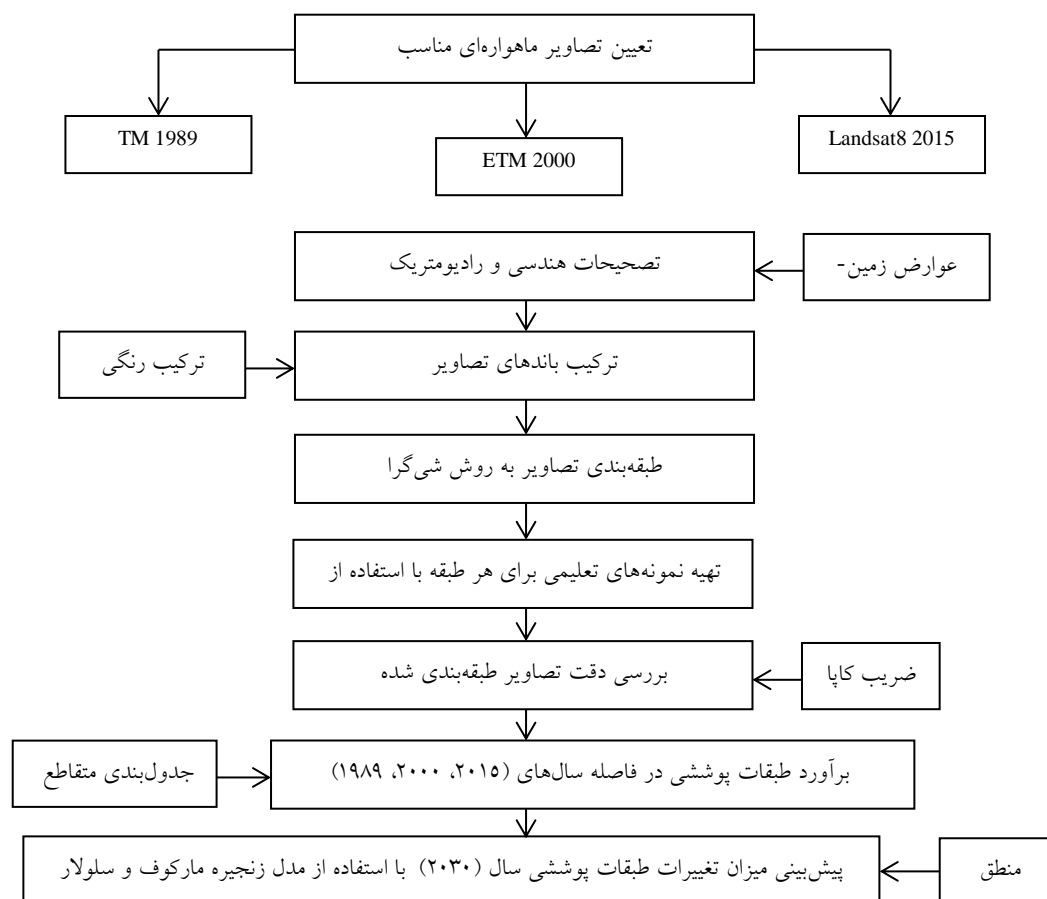 تعیین تصاویر ماهواره‌ای مناسب
TM 1989
ETM 2000
Landsat8 2015
تصحیحات هندسی و رادیومتریک
عوارض زمین-
ترکیب باندهای تصاویر
ترکیب رنگی
طبقه‌بندی تصاویر به روش شی‌گرا
تهیه نمونه‌های تعلیمی برای هر طبقه با استفاده از
بررسی دقت تصاویر طبقه‌بندی شده
ضریب کاپا
برآورد طبقات پوششی در فاصله سال‌های (۲۰۱۵، ۲۰۰۰، ۱۹۸۹)
جدول‌بندی متقاطع
پیش‌بینی میزان تغییرات طبقات پوششی سال (۲۰۳۰) با استفاده از مدل زنجیره مارکوف و سلولار
منطق